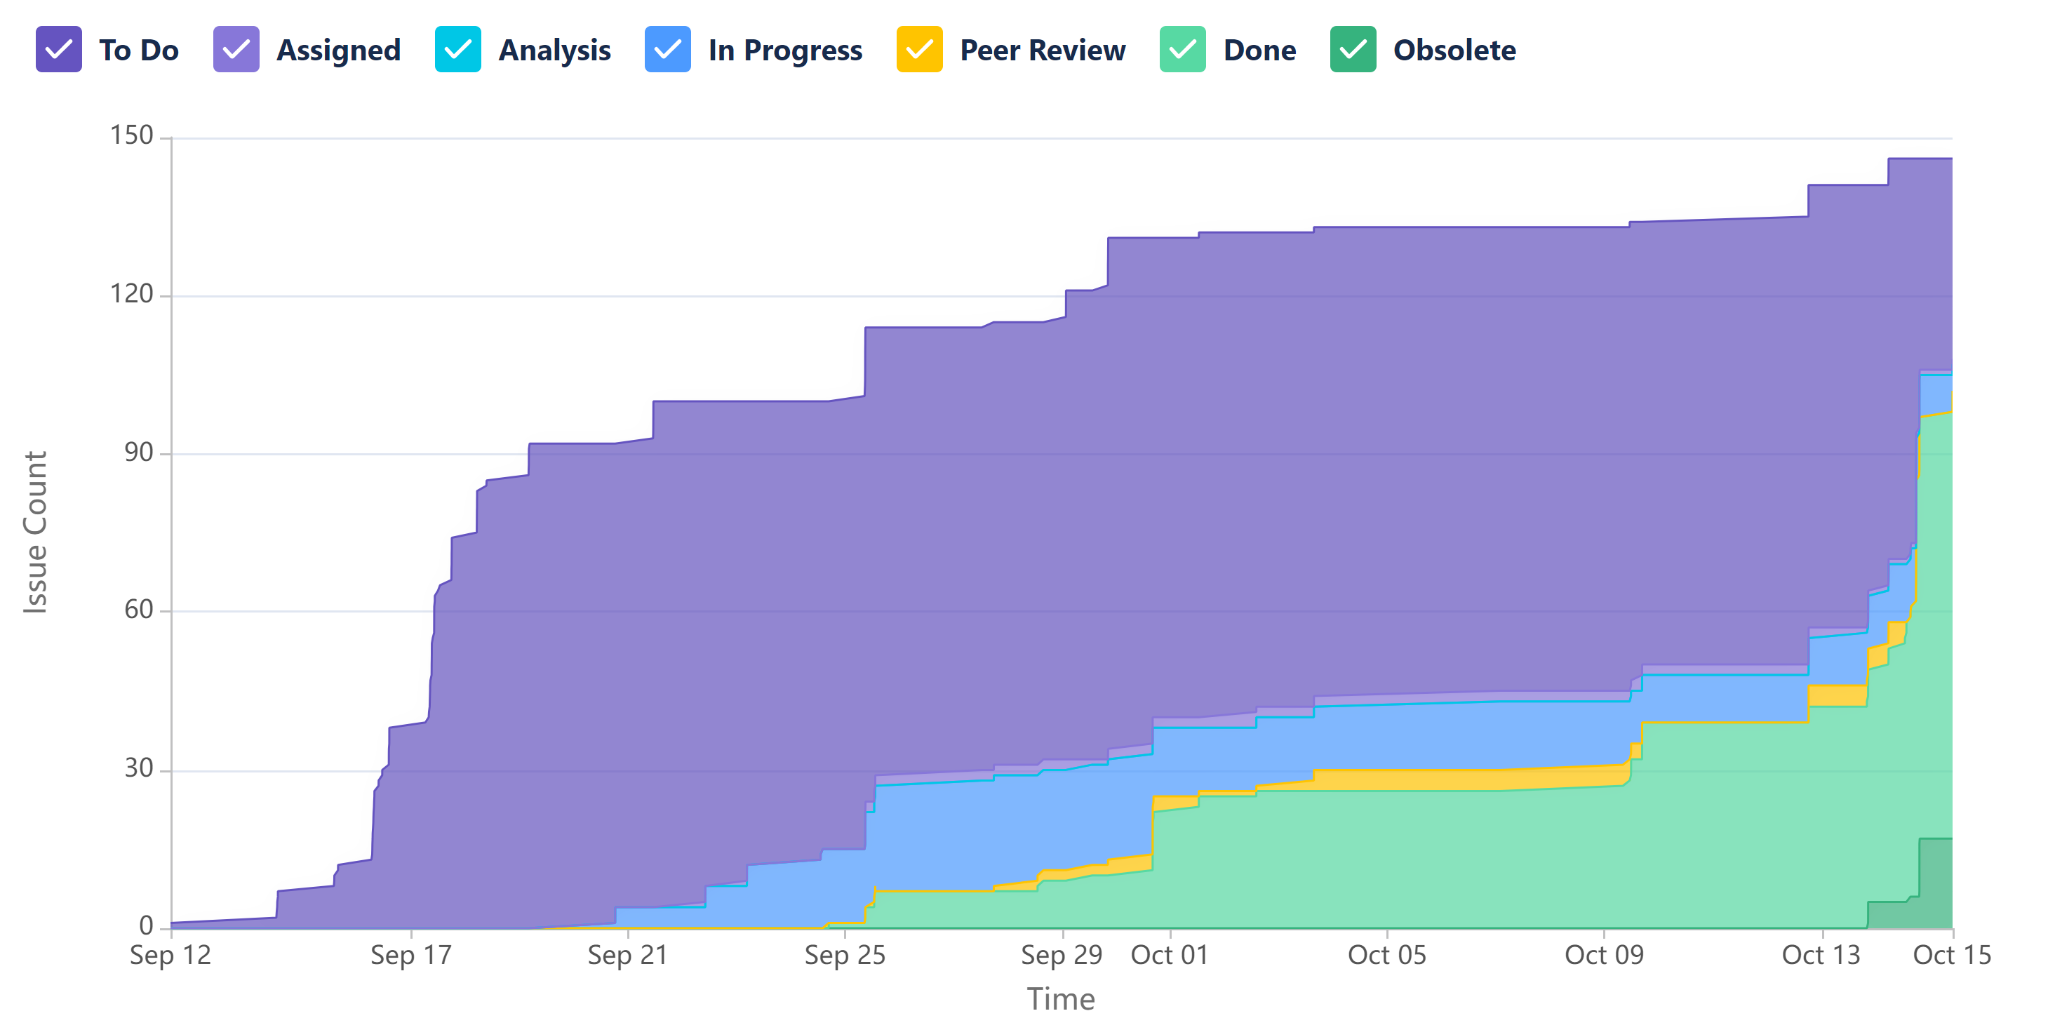 To Do Assigned Analysis In Progress Peer Review Done Obsolete
150
120
90
60
30
0
Issue Count
Sep 12 Sep 17 Sep 21 Sep 25 Sep 29 Oct 01 Oct 05 Oct 09 Oct 13 Oct 15
Time